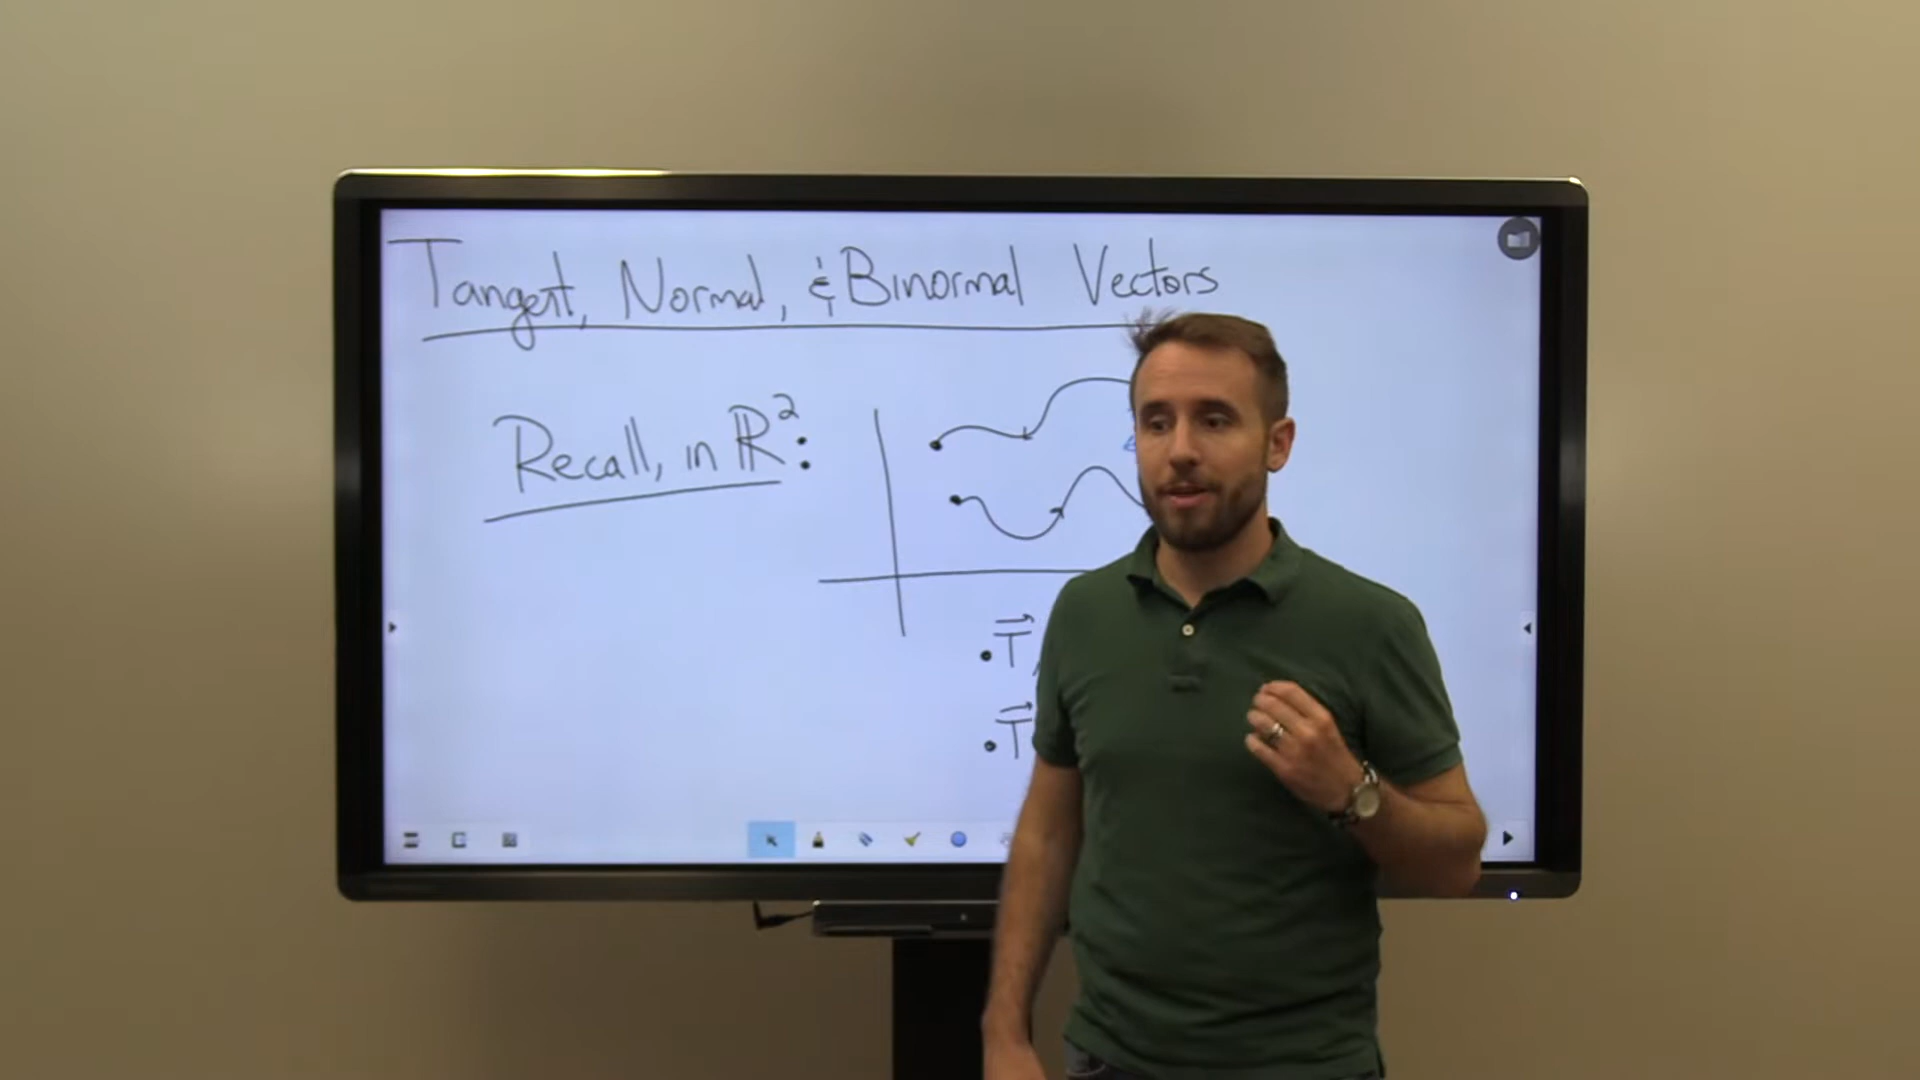 Tangent, Normal, & Binormal Vectors
Recall, in ℝ²:
T⃗
T⃗